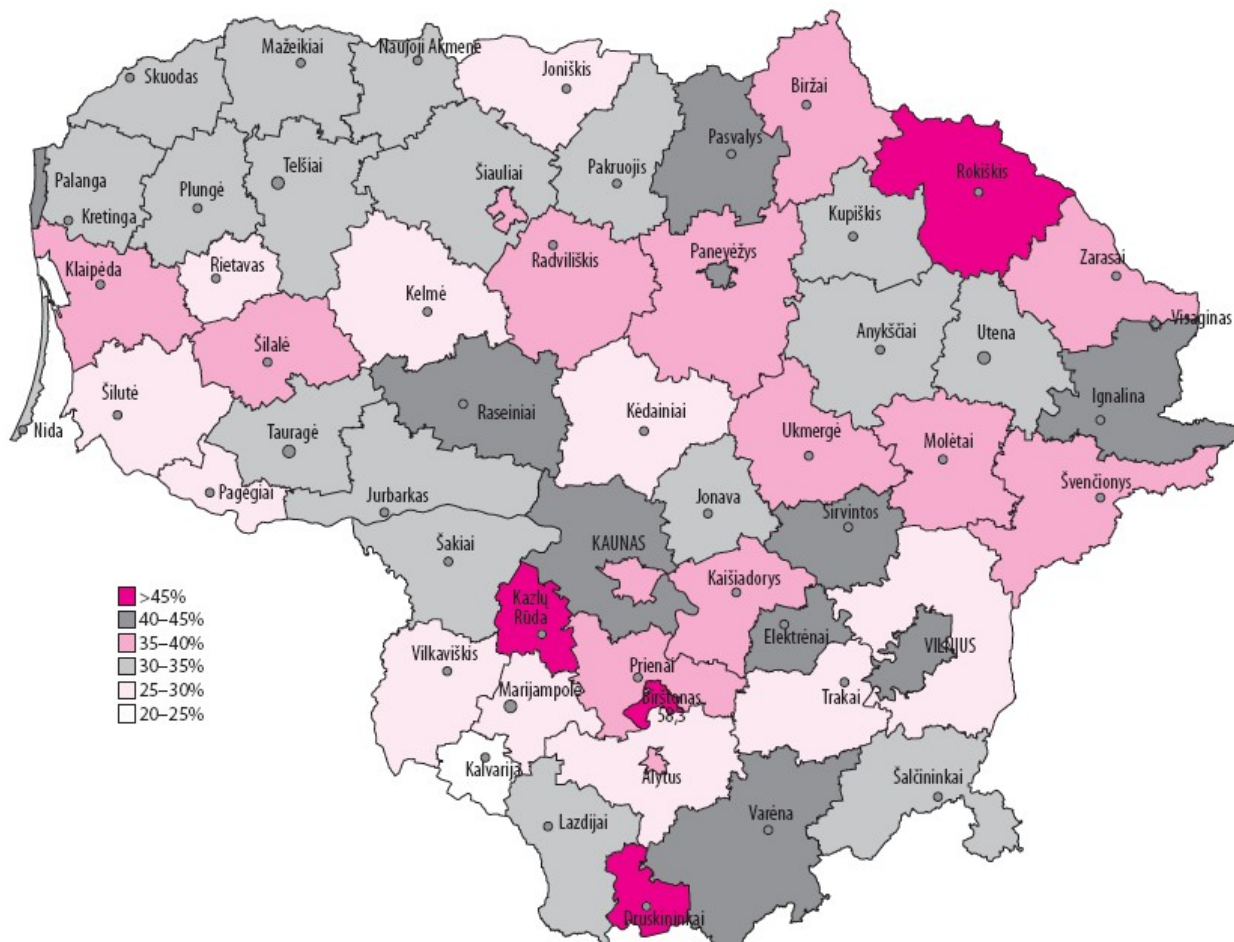 Mažeikiai
Naujoji Akmenė
Skuodas
Joniškis
Biržai
Pasvalys
Palanga
Plungė
Telšiai
Šiauliai
Pakruojis
Rokiškis
Kretinga
Kupiškis
Klaipėda
Rietavas
Radviliškis
Panevėžys
Zarasai
Kelmė
Visaginas
Šilalė
Anykščiai
Utena
Šilutė
Raseiniai
Kėdainiai
Ignalina
Nida
Tauragė
Ukmergė
Molėtai
Pagėgiai
Jurbarkas
Jonava
Švenčionys
Širvintos
Šakiai
KAUNAS
Kaišiadorys
>45%
40–45%
35–40%
30–35%
25–30%
20–25%
Kazlų
Rūda
Elektrėnai
VILNIUS
Vilkaviškis
Prienai
Marijampolė
Birštonas
58,3
Trakai
Kalvarija
Alytus
Šalčininkai
Lazdijai
Varėna
Druskininkai